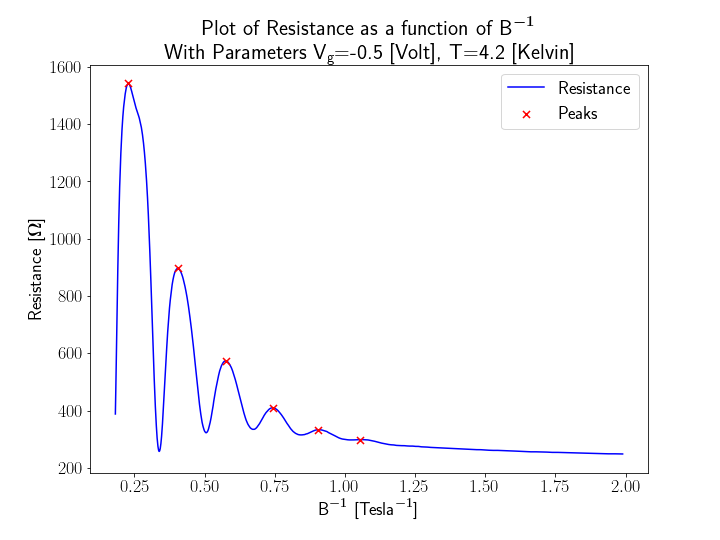 Plot of Resistance as a function of B⁻¹
With Parameters V_g=-0.5 [Volt], T=4.2 [Kelvin]
Resistance
Peaks
1600
1400
1200
1000
800
600
400
200
Resistance [Ω]
0.25 0.50 0.75 1.00 1.25 1.50 1.75 2.00
B⁻¹ [Tesla⁻¹]